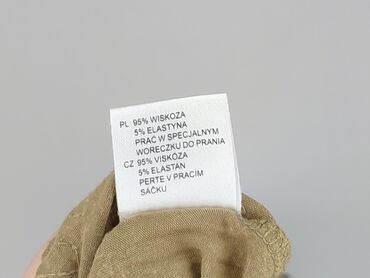 PL 95% WISKOZA
5% ELASTYNA
PRAĆ W SPECJALNYM
WORECZKU DO PRANIA
CZ 95% VISKÓZA
5% ELASTAN
PERTE V PRACÍM
SÁČKU